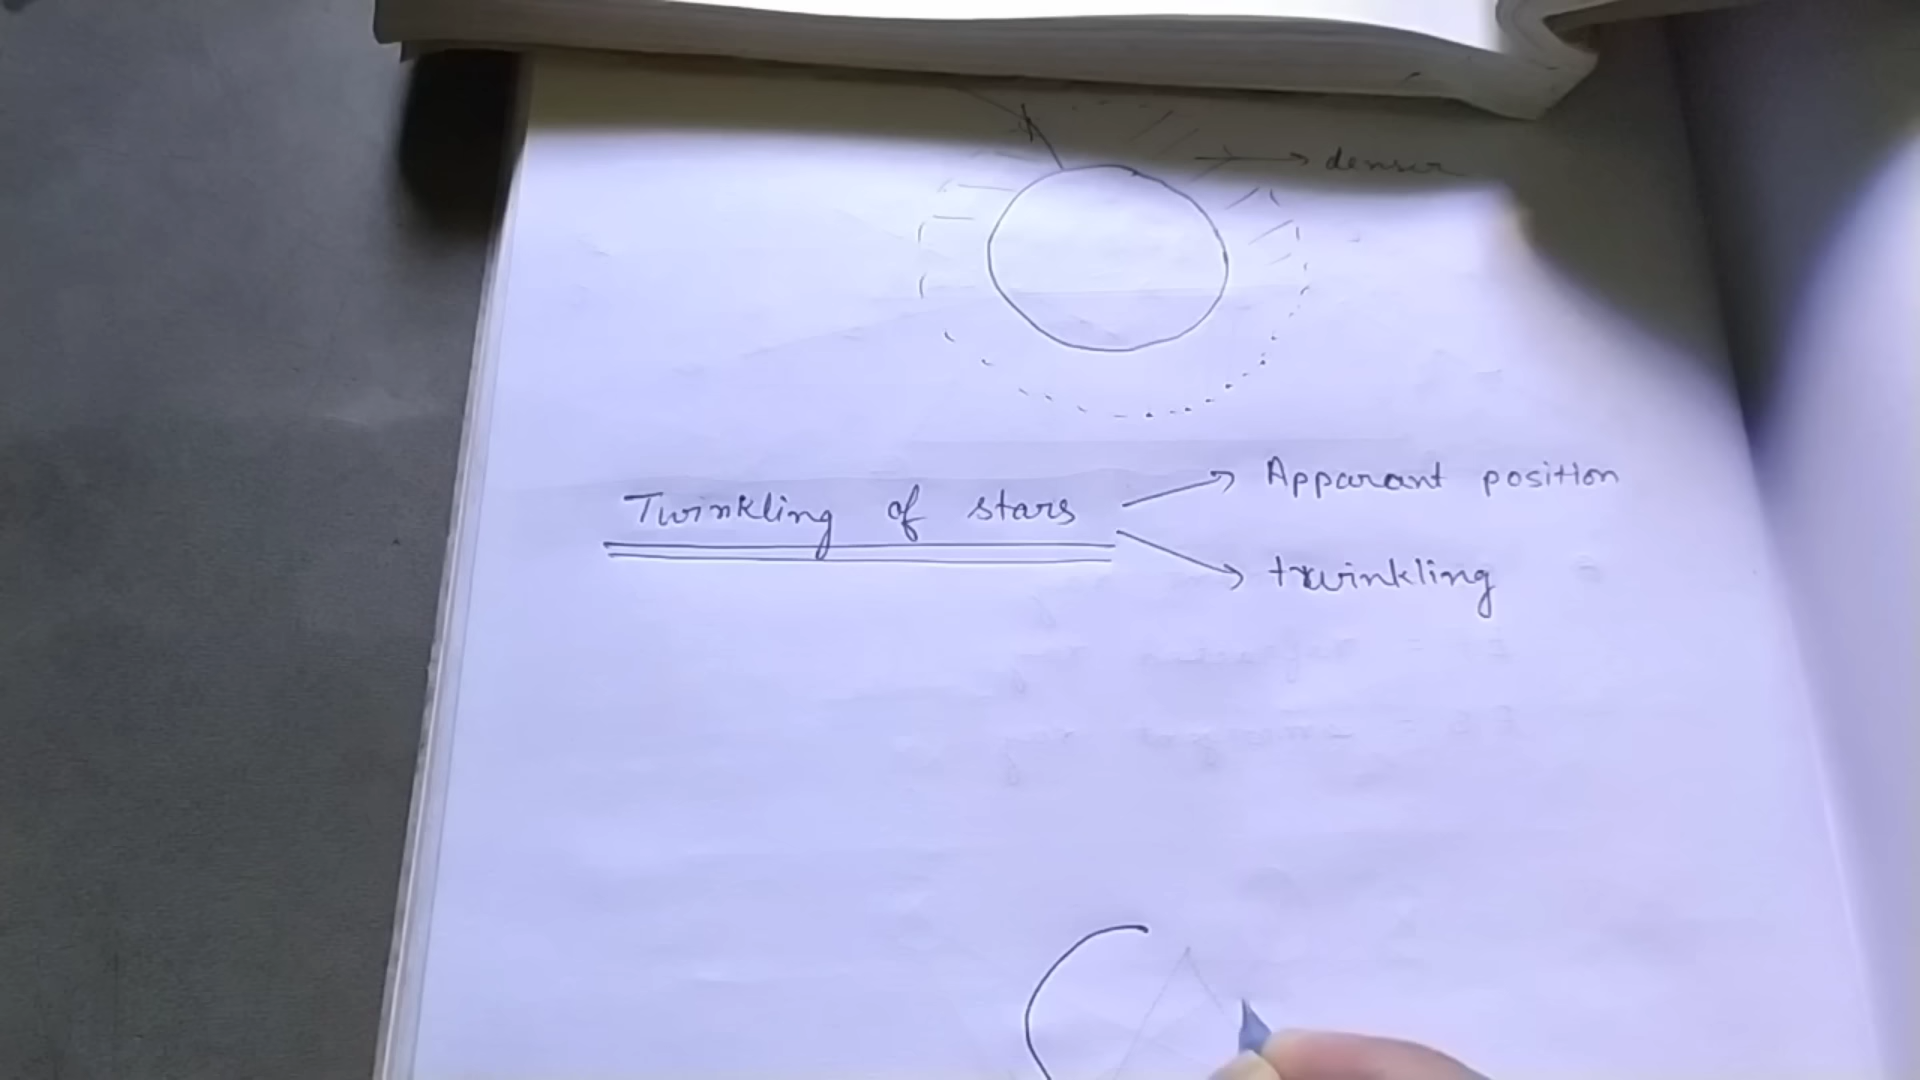 denser
Twinkling of stars
Apparant position
twinkling